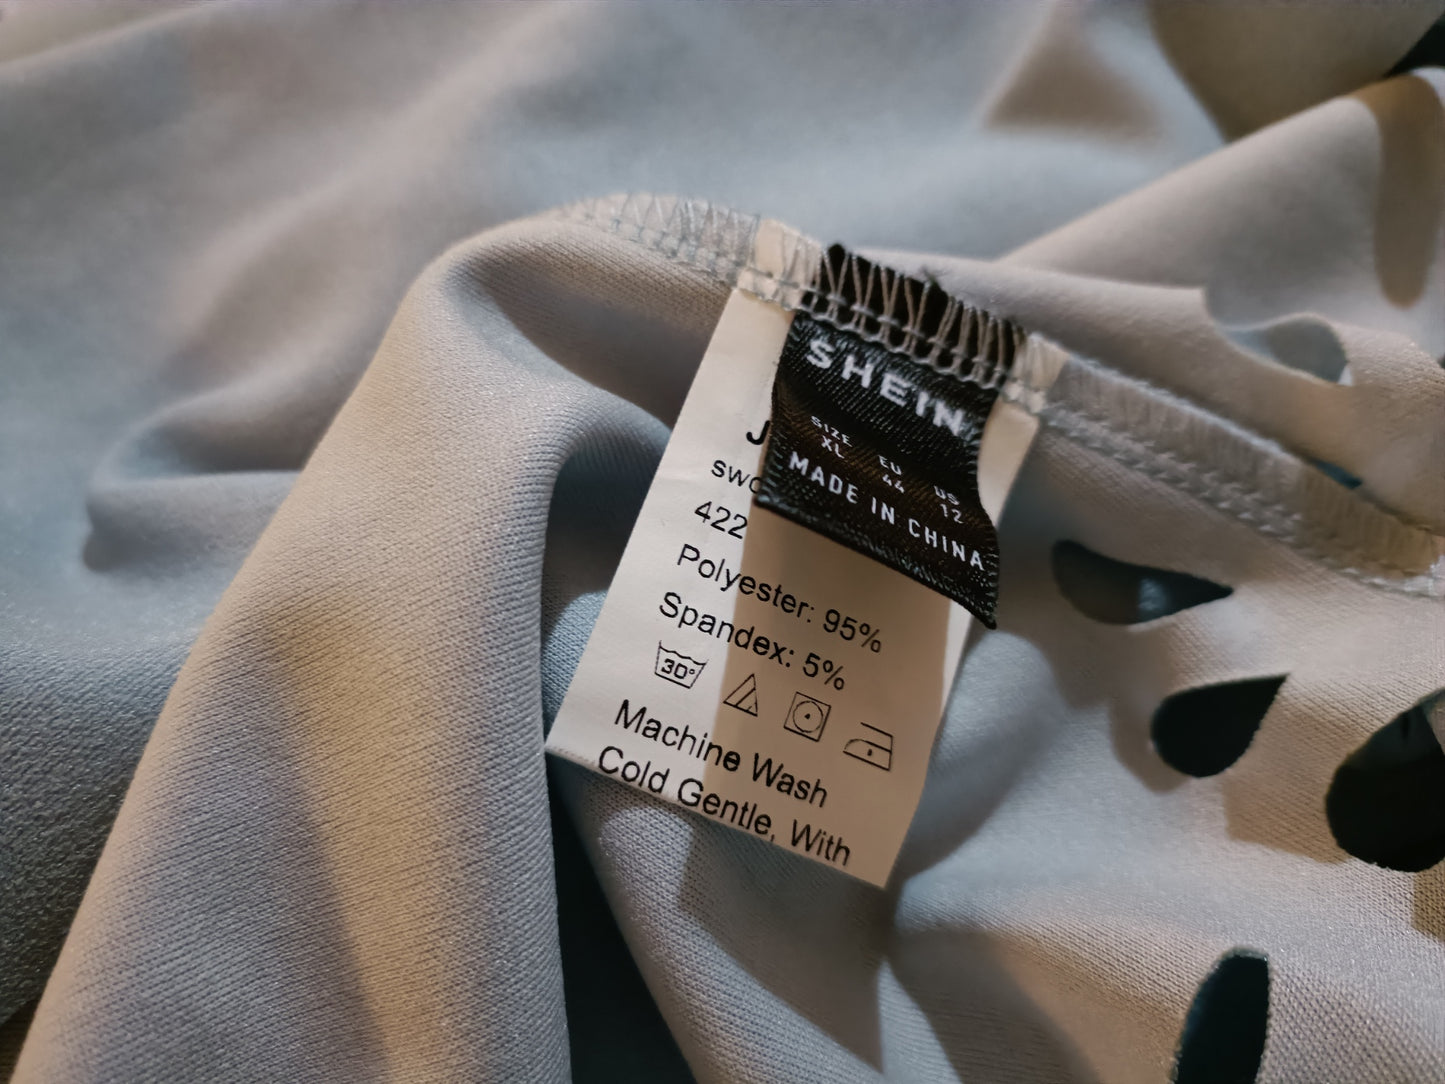 SHEIN
SIZE EU US
XL 44 12
MADE IN CHINA
J
swo
422
Polyester: 95%
Spandex: 5%
30°
Machine Wash
Cold Gentle, With